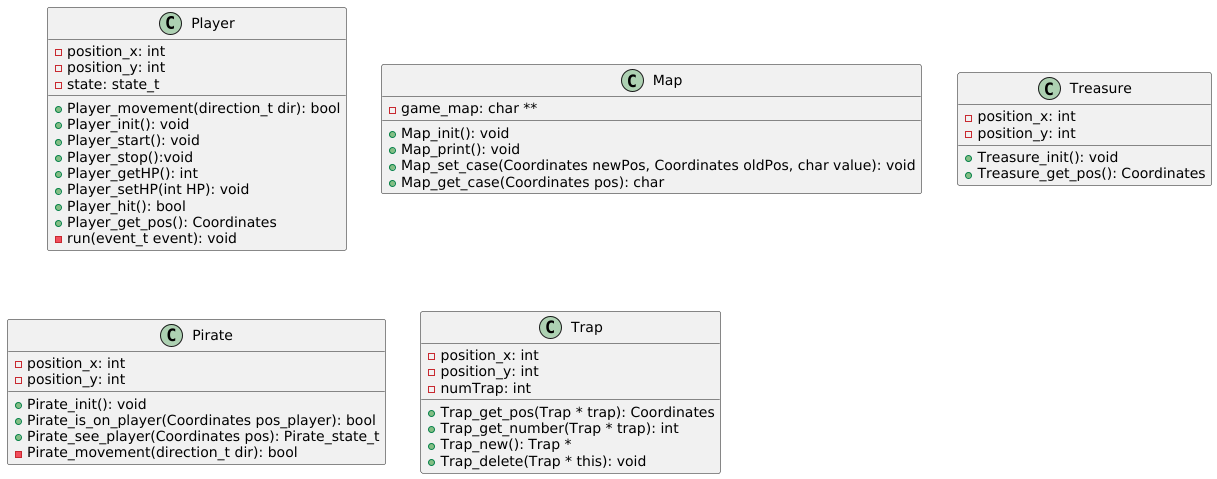 C Player
position_x: int
position_y: int
state: state_t
Player_movement(direction_t dir): bool
Player_init(): void
Player_start(): void
Player_stop():void
Player_getHP(): int
Player_setHP(int HP): void
Player_hit(): bool
Player_get_pos(): Coordinates
run(event_t event): void
C Map
game_map: char **
Map_init(): void
Map_print(): void
Map_set_case(Coordinates newPos, Coordinates oldPos, char value): void
Map_get_case(Coordinates pos): char
C Treasure
position_x: int
position_y: int
Treasure_init(): void
Treasure_get_pos(): Coordinates
C Pirate
position_x: int
position_y: int
Pirate_init(): void
Pirate_is_on_player(Coordinates pos_player): bool
Pirate_see_player(Coordinates pos): Pirate_state_t
Pirate_movement(direction_t dir): bool
C Trap
position_x: int
position_y: int
numTrap: int
Trap_get_pos(Trap * trap): Coordinates
Trap_get_number(Trap * trap): int
Trap_new(): Trap *
Trap_delete(Trap * this): void